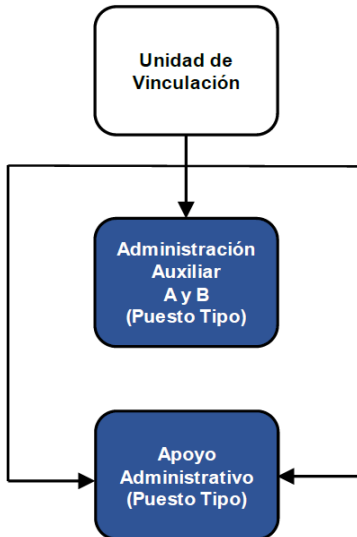 Unidad de
Vinculación
Administración
Auxiliar
A y B
(Puesto Tipo)
Apoyo
Administrativo
(Puesto Tipo)